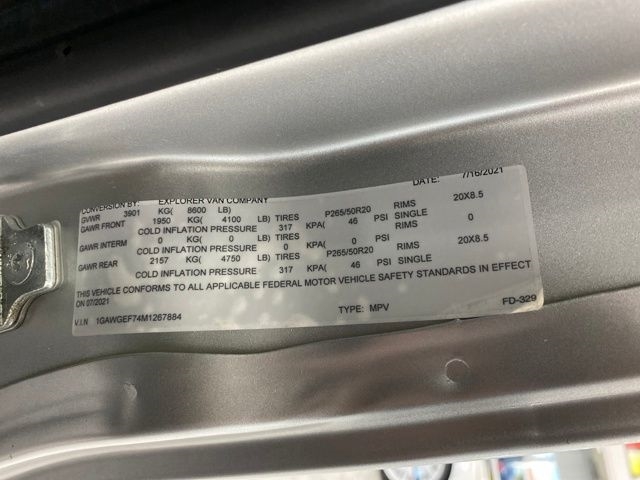 CONVERSION BY: EXPLORER VAN COMPANY DATE: 7/16/2021
GVWR 3901 KG( 8600 LB)
GAWR FRONT 1950 KG( 4100 LB) TIRES P265/50R20 RIMS 20X8.5
COLD INFLATION PRESSURE 317 KPA( 46 PSI SINGLE
GAWR INTERM 0 KG( 0 LB) TIRES 0 RIMS 0
COLD INFLATION PRESSURE 0 KPA( 0 PSI SINGLE
GAWR REAR 2157 KG( 4750 LB) TIRES P265/50R20 RIMS 20X8.5
COLD INFLATION PRESSURE 317 KPA( 46 PSI SINGLE
THIS VEHICLE CONFORMS TO ALL APPLICABLE FEDERAL MOTOR VEHICLE SAFETY STANDARDS IN EFFECT
ON 07/2021
V.I.N 1GAWGEF74M1267884 TYPE: MPV FD-329